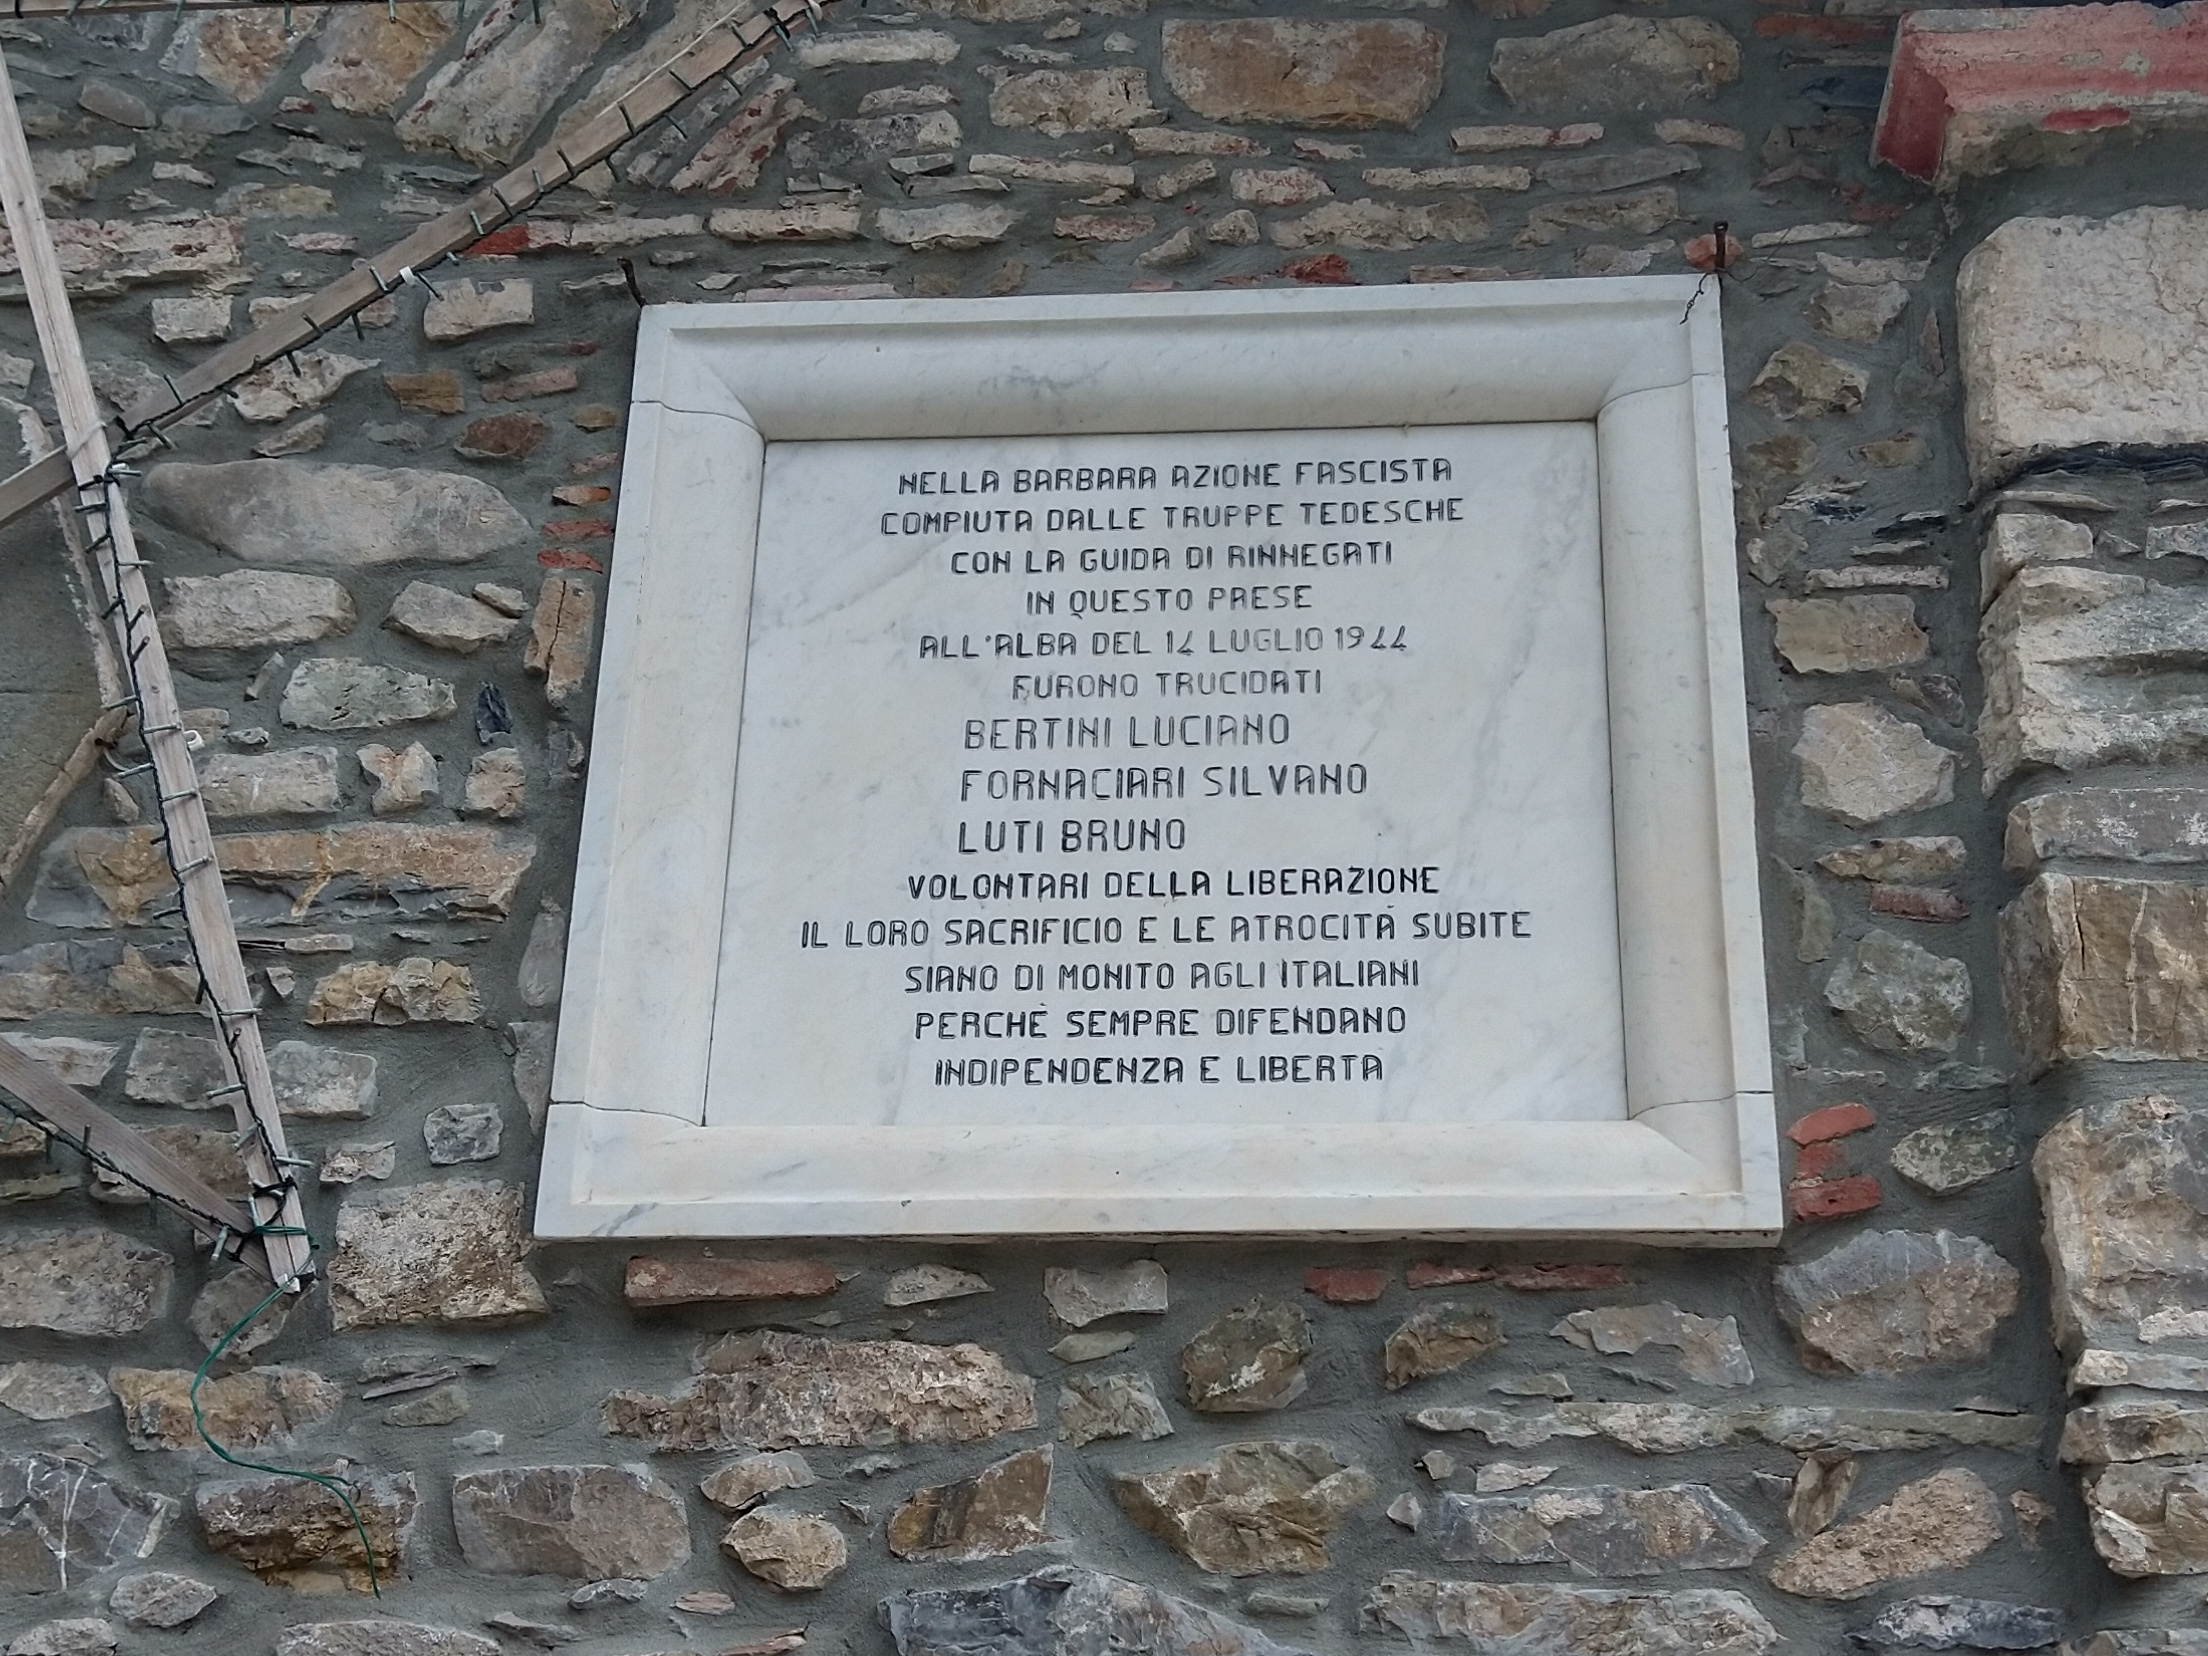 NELLA BARBARA AZIONE FASCISTA
COMPIUTA DALLE TRUPPE TEDESCHE
CON LA GUIDA DI RINNEGATI
IN QUESTO PAESE
ALL'ALBA DEL 14 LUGLIO 1944
FURONO TRUCIDATI
BERTINI LUCIANO
FORNACIARI SILVANO
LUTI BRUNO
VOLONTARI DELLA LIBERAZIONE
IL LORO SACRIFICIO E LE ATROCITÀ SUBITE
SIANO DI MONITO AGLI ITALIANI
PERCHÈ SEMPRE DIFENDANO
INDIPENDENZA E LIBERTA